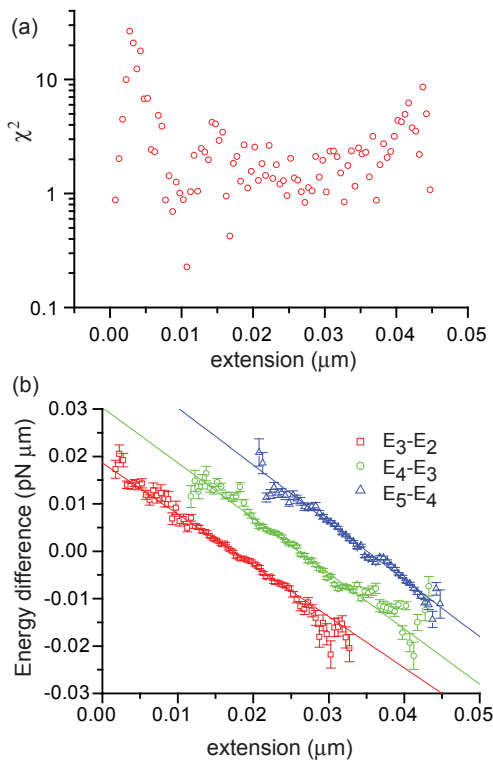 (a)
10
1
0.1
χ²
0.00 0.01 0.02 0.03 0.04 0.05
extension (μm)
(b)
0.03
0.02
0.01
0.00
-0.01
-0.02
-0.03
Energy difference (pN μm)
E₃-E₂
E₄-E₃
E₅-E₄
0.00 0.01 0.02 0.03 0.04 0.05
extension (μm)